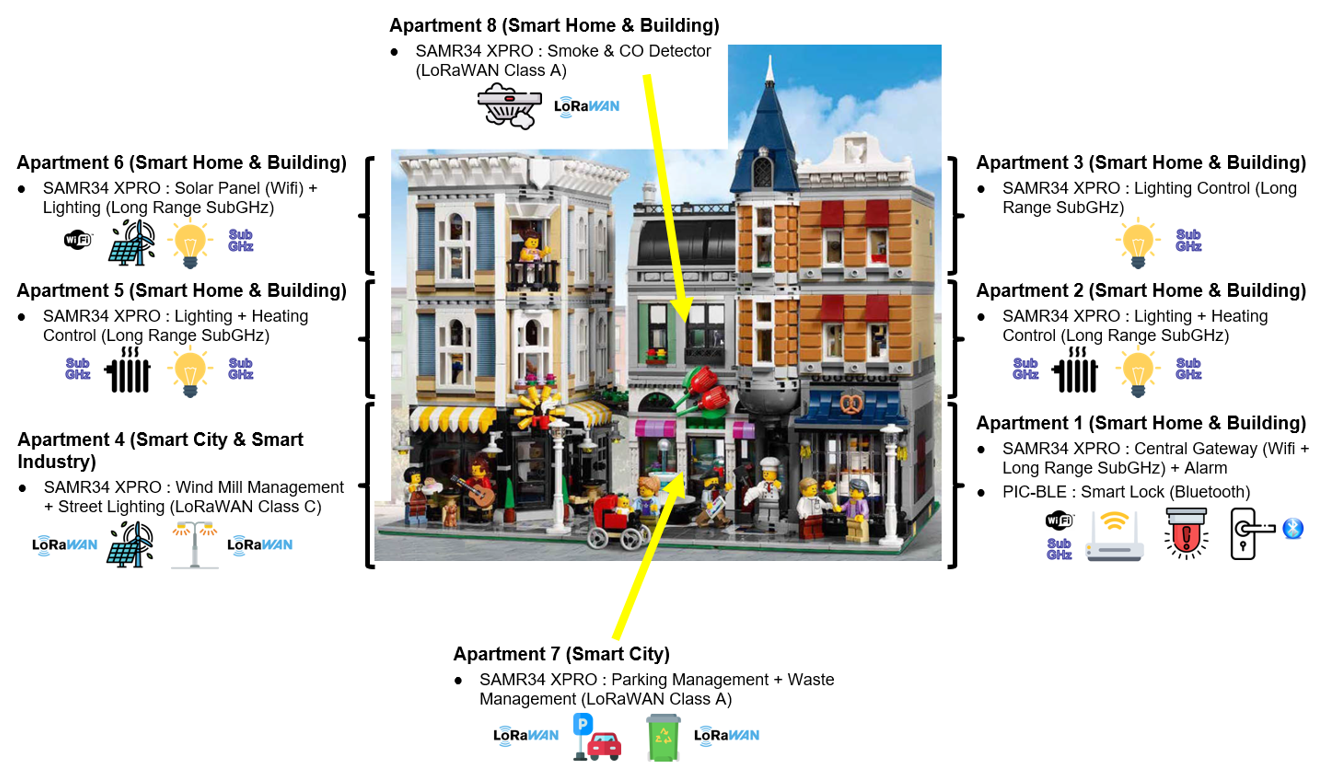 Apartment 8 (Smart Home & Building)
● SAMR34 XPRO : Smoke & CO Detector
(LoRaWAN Class A)
LoRaWAN
Apartment 6 (Smart Home & Building)
● SAMR34 XPRO : Solar Panel (Wifi) +
Lighting (Long Range SubGHz)
WiFi
Sub
GHz
Apartment 5 (Smart Home & Building)
● SAMR34 XPRO : Lighting + Heating
Control (Long Range SubGHz)
Sub
GHz
Sub
GHz
Apartment 4 (Smart City & Smart
Industry)
● SAMR34 XPRO : Wind Mill Management
+ Street Lighting (LoRaWAN Class C)
LoRaWAN
LoRaWAN
Apartment 3 (Smart Home & Building)
● SAMR34 XPRO : Lighting Control (Long
Range SubGHz)
Sub
GHz
Apartment 2 (Smart Home & Building)
● SAMR34 XPRO : Lighting + Heating
Control (Long Range SubGHz)
Sub
GHz
Sub
GHz
Apartment 1 (Smart Home & Building)
● SAMR34 XPRO : Central Gateway (Wifi +
Long Range SubGHz) + Alarm
● PIC-BLE : Smart Lock (Bluetooth)
WiFi
Sub
GHz
Apartment 7 (Smart City)
● SAMR34 XPRO : Parking Management + Waste
Management (LoRaWAN Class A)
LoRaWAN
P
LoRaWAN